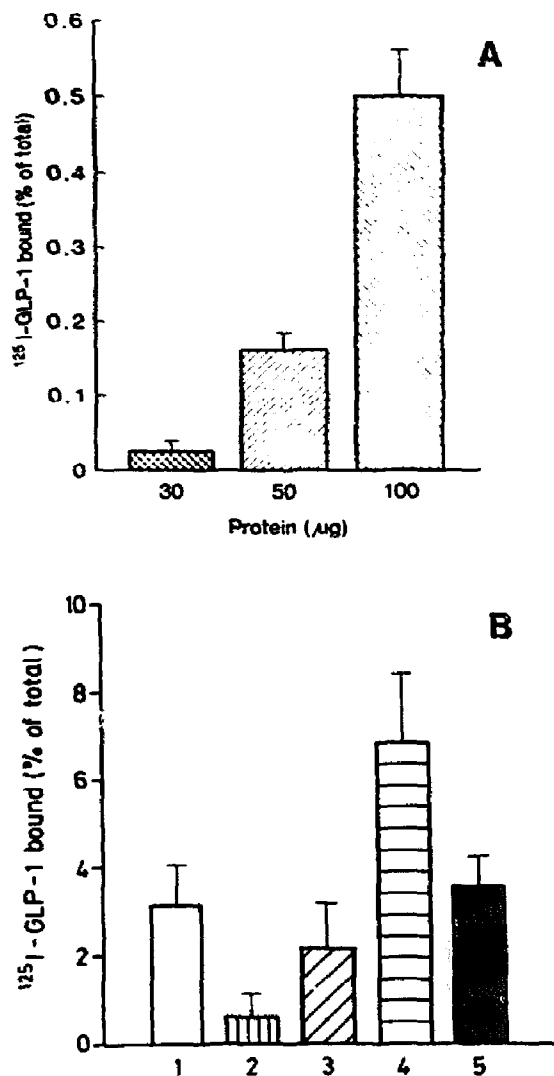 A
0.6
0.5
0.4
0.3
0.2
0.1
0
¹²⁵I-GLP-1 bound (% of total)
30 50 100
Protein (µg)
B
10
8
6
4
2
0
¹²⁵I-GLP-1 bound (% of total)
1 2 3 4 5